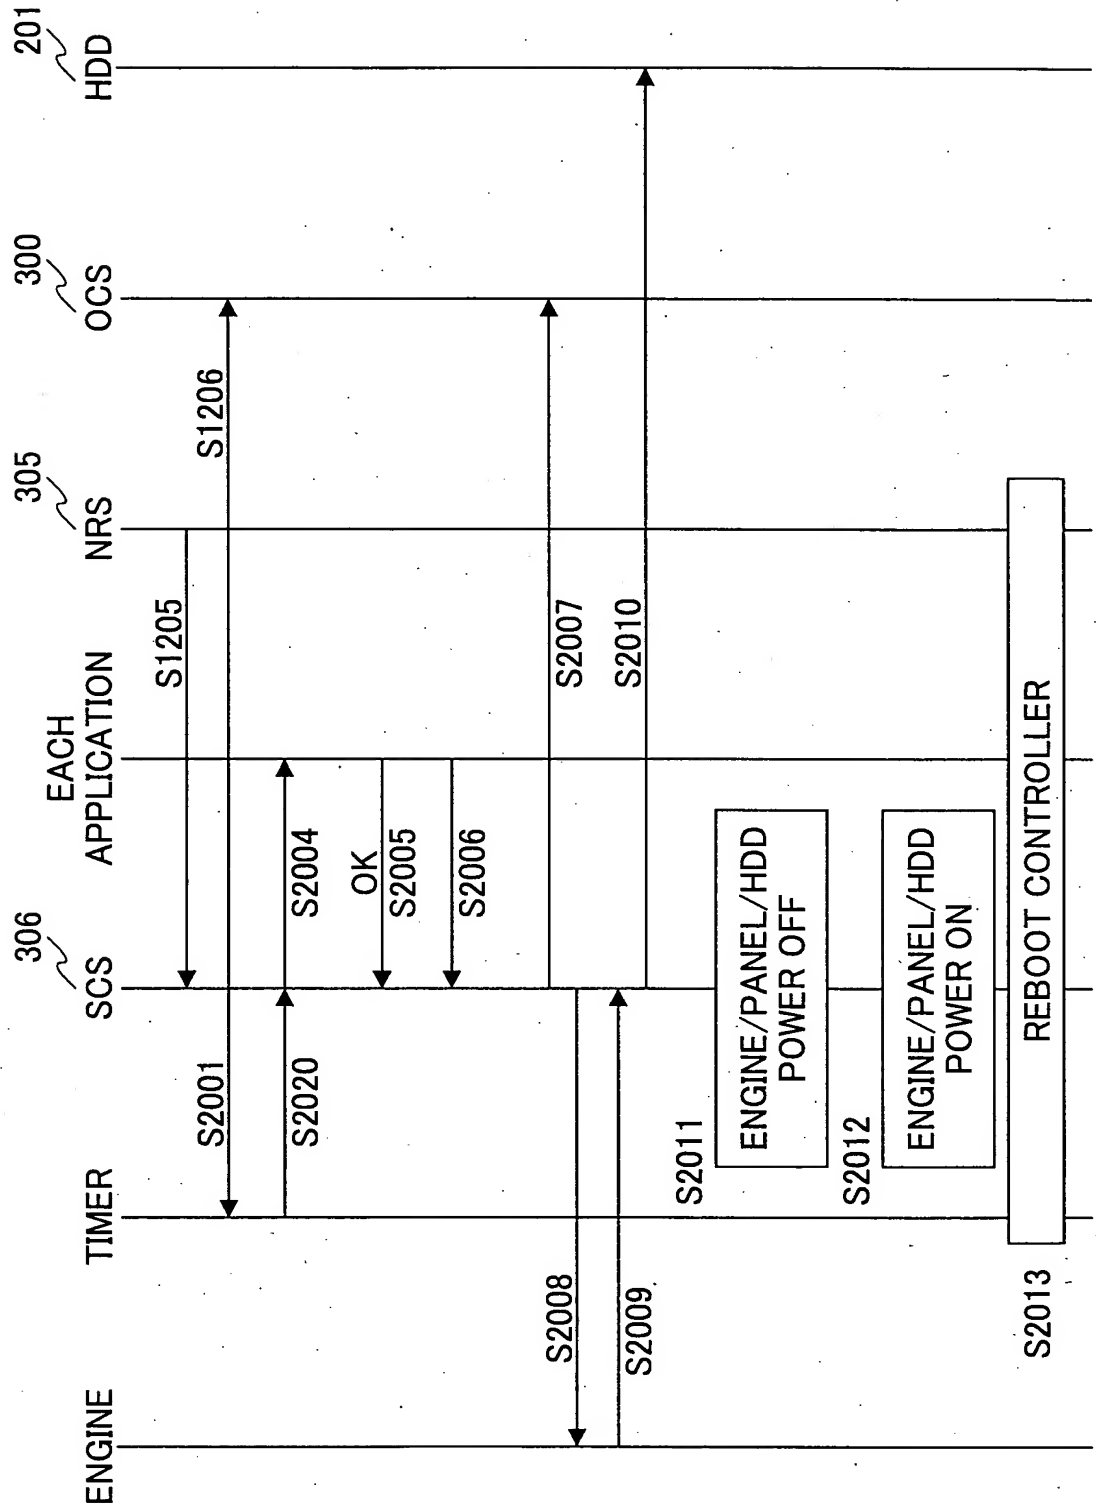 ENGINE
TIMER
306
SCS
EACH
APPLICATION
305
NRS
300
OCS
201
HDD
S1205
S2001
S1206
S2020
S2004
OK
S2005
S2006
S2007
S2008
S2009
S2010
S2011
ENGINE/PANEL/HDD
POWER OFF
S2012
ENGINE/PANEL/HDD
POWER ON
S2013
REBOOT CONTROLLER